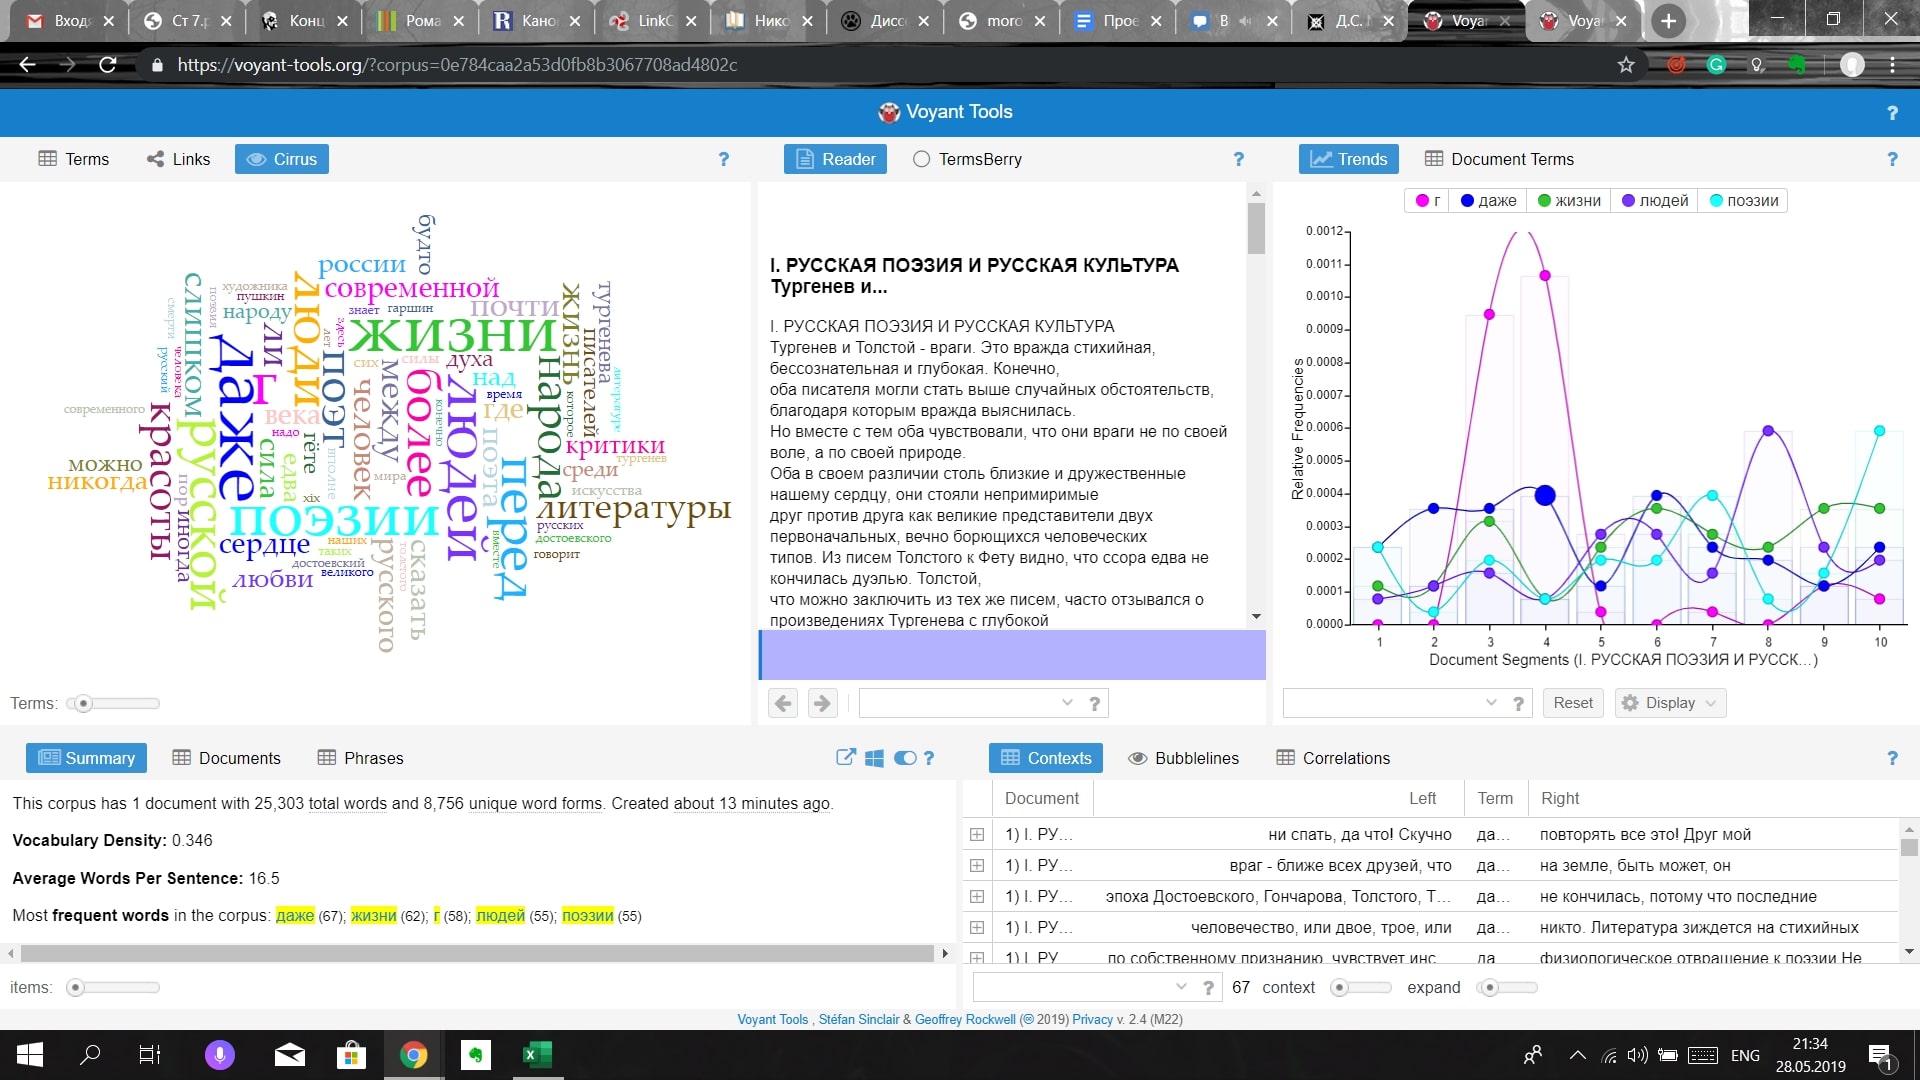 Входя
Ст 7.р
Конц
Рома
Кано
LinkC
Нико
Дисс
moro
Прое
В
Д.С.
Voyan
Voyan
https://voyant-tools.org/?corpus=0e784caa2a53d0fb8b3067708ad4802c
Voyant Tools
?
Terms
Links
Cirrus
?
будто
россии
современной
художника
пушкин
народу
знает
гаршин
почти
жизни
жизнь
тургенева
писателей
слишком
поэзия
смерти
русский
человека
ли
люди
лет
здесь
даже
г
поэт
века
надо
сих
силы
духа
между
человек
более
над
время
где
конечно
людей
народа
которое
литературе
критики
тургенев
среди
искусства
современного
можно
никогда
красоты
пор
иногда
русской
сила
едва
гёте
xix
вполне
мира
поэта
перед
поэзии
литературы
русских
достоевского
говорит
вместе
сердце
наших
таких
достоевский
великого
любви
русского
толстого
сказать
Terms:
Reader
TermsBerry
?
I. РУССКАЯ ПОЭЗИЯ И РУССКАЯ КУЛЬТУРА
Тургенев и...
I. РУССКАЯ ПОЭЗИЯ И РУССКАЯ КУЛЬТУРА
Тургенев и Толстой - враги. Это вражда стихийная,
бессознательная и глубокая. Конечно,
оба писателя могли стать выше случайных обстоятельств,
благодаря которым вражда выяснилась.
Но вместе с тем оба чувствовали, что они враги не по своей
воле, а по своей природе.
Оба в своем различии столь близкие и дружественные
нашему сердцу, они стояли непримиримые
друг против друга как великие представители двух
первоначальных, вечно борющихся человеческих
типов. Из писем Толстого к Фету видно, что ссора едва не
кончилась дуэлью. Толстой,
что можно заключить из тех же писем, часто отзывался о
произведениях Тургенева с глубокой
?
Trends
Document Terms
?
г
даже
жизни
людей
поэзии
Relative Frequencies
0.0012
0.0011
0.0010
0.0009
0.0008
0.0007
0.0006
0.0005
0.0004
0.0003
0.0002
0.0001
0.0000
1 2 3 4 5 6 7 8 9 10
Document Segments (I. РУССКАЯ ПОЭЗИЯ И РУССК...)
?
Reset
Display
Summary
Documents
Phrases
?
This corpus has 1 document with 25,303 total words and 8,756 unique word forms. Created about 13 minutes ago.
Vocabulary Density: 0.346
Average Words Per Sentence: 16.5
Most frequent words in the corpus: даже (67); жизни (62); г (58); людей (55); поэзии (55)
items:
Contexts
Bubblelines
Correlations
?
Document Left Term Right
1) I. РУ... ни спать, да что! Скучно да... повторять все это! Друг мой
1) I. РУ... враг - ближе всех друзей, что да... на земле, быть может, он
1) I. РУ... эпоха Достоевского, Гончарова, Толстого, Т... да... не кончилась, потому что последние
1) I. РУ... человечество, или двое, трое, или да... никто. Литература зиждется на стихийных
1) I. РУ по собственному признанию, чувствует инс да физиологическое отвращение к поэзии Не
? 67 context expand
Voyant Tools , Stéfan Sinclair & Geoffrey Rockwell (© 2019) Privacy v. 2.4 (M22)
ENG
21:34
28.05.2019
1